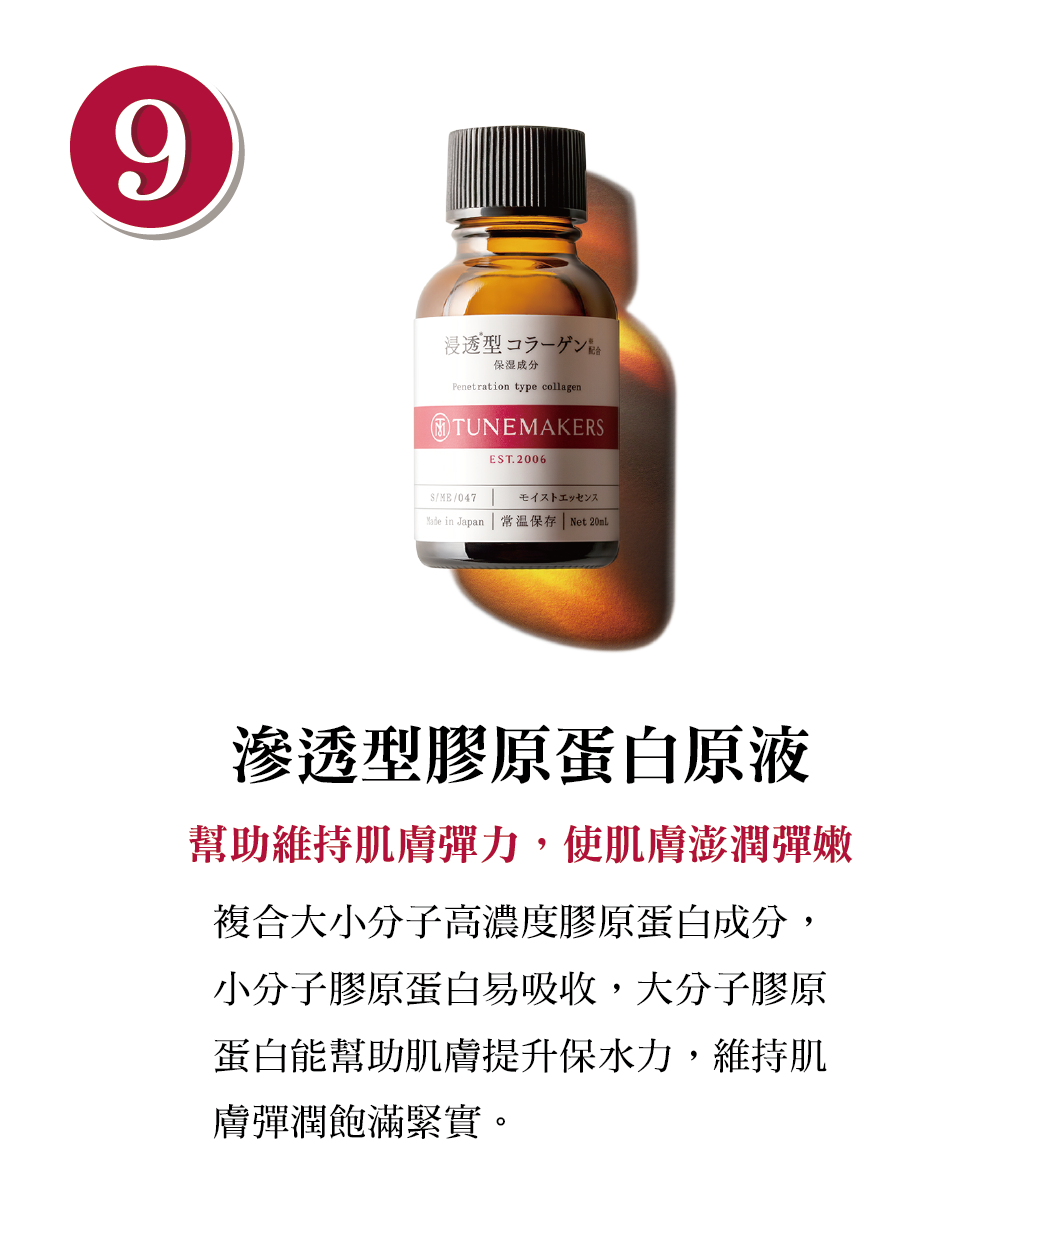 9
浸透※型コラーゲン※配合
保湿成分
Penetration type collagen
TUNEMAKERS
EST.2006
S/ME/047 モイストエッセンス
Made in Japan 常温保存 Net 20mL
滲透型膠原蛋白原液
幫助維持肌膚彈力，使肌膚澎潤彈嫩
複合大小分子高濃度膠原蛋白成分，
小分子膠原蛋白易吸收，大分子膠原
蛋白能幫助肌膚提升保水力，維持肌
膚彈潤飽滿緊實。